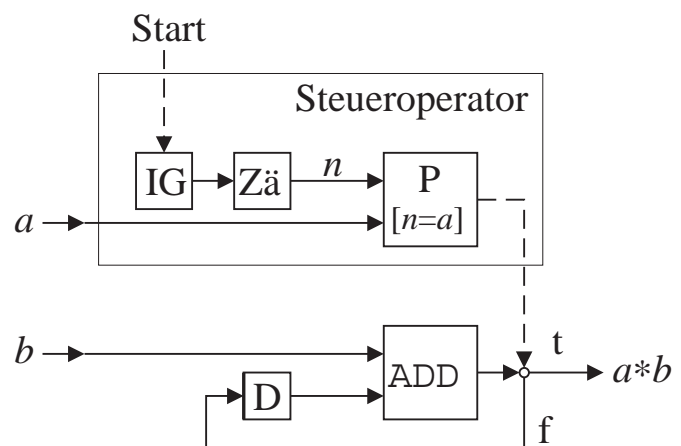 Start
Steueroperator
IG
Zä
n
P
[n=a]
a
b
ADD
t
a*b
D
f